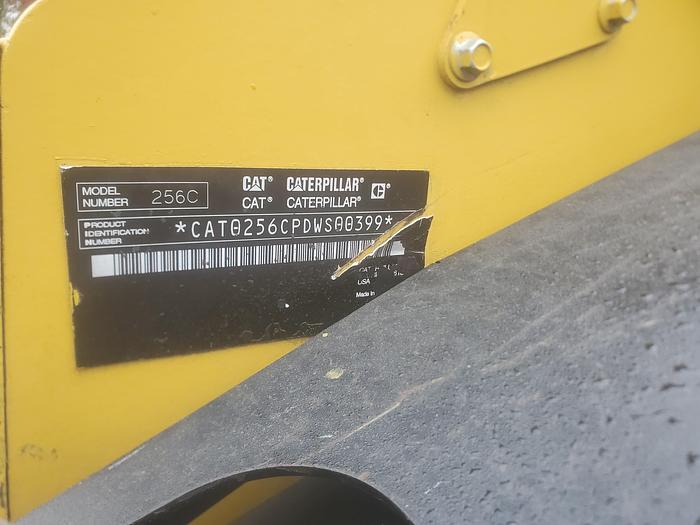 MODEL NUMBER 256C
CAT® CATERPILLAR®
CAT® CATERPILLAR®
PRODUCT IDENTIFICATION NUMBER
*CAT0256CPDWS00399*
USA
Made in